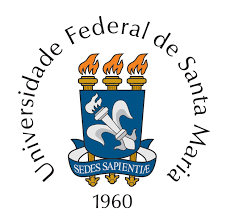 Universidade Federal de Santa Maria
SEDES SAPIENTIÆ
1960